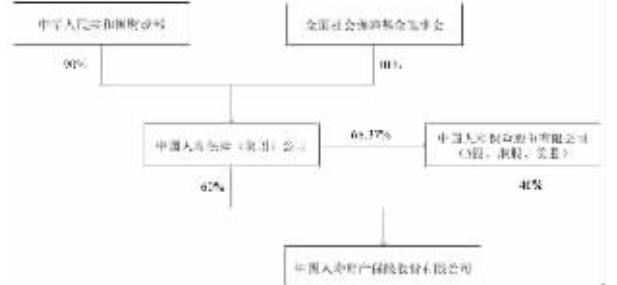 中华人民共和国财政部
全国社会保障基金理事会
90%
10%
中国人寿保险（集团）公司
68.37%
中国人寿保险股份有限公司
（A股、H股、美股）
60%
40%
中国人寿财产保险股份有限公司